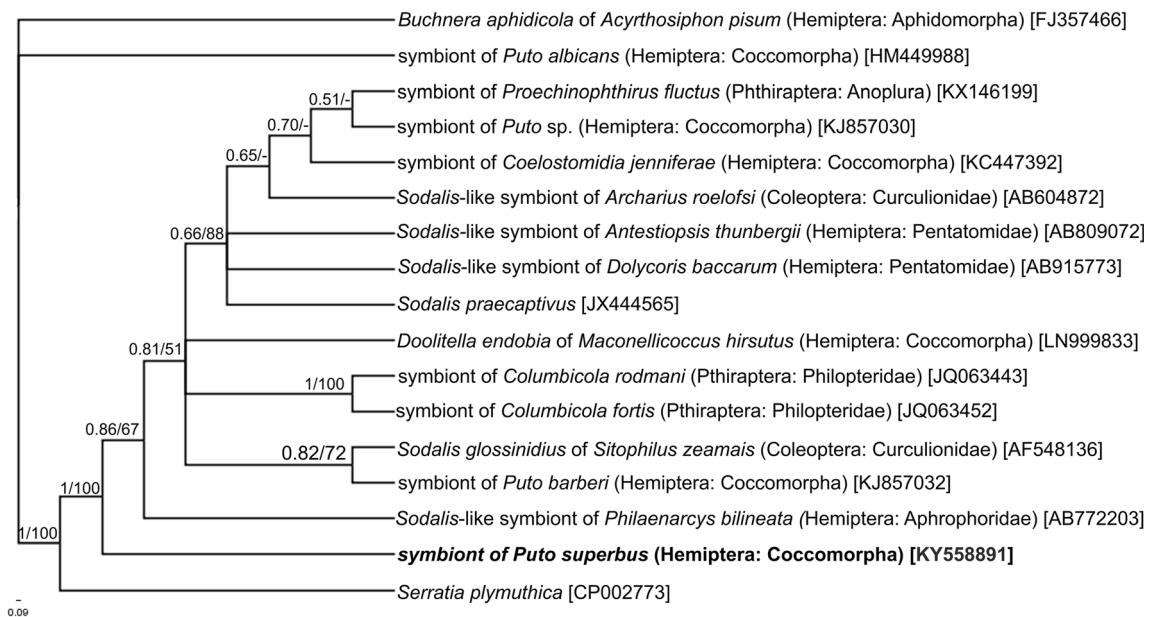 Buchnera aphidicola of Acyrthosiphon pisum (Hemiptera: Aphidomorpha) [FJ357466]
symbiont of Puto albicans (Hemiptera: Coccomorpha) [HM449988]
0.51/- symbiont of Proechinophthirus fluctus (Phthiraptera: Anoplura) [KX146199]
0.70/- symbiont of Puto sp. (Hemiptera: Coccomorpha) [KJ857030]
0.65/- symbiont of Coelostomidia jenniferae (Hemiptera: Coccomorpha) [KC447392]
Sodalis-like symbiont of Archarius roelofsi (Coleoptera: Curculionidae) [AB604872]
0.66/88 Sodalis-like symbiont of Antestiopsis thunbergii (Hemiptera: Pentatomidae) [AB809072]
Sodalis-like symbiont of Dolycoris baccarum (Hemiptera: Pentatomidae) [AB915773]
Sodalis praecaptivus [JX444565]
0.81/51 Doolitella endobia of Maconellicoccus hirsutus (Hemiptera: Coccomorpha) [LN999833]
1/100 symbiont of Columbicola rodmani (Pthiraptera: Philopteridae) [JQ063443]
symbiont of Columbicola fortis (Pthiraptera: Philopteridae) [JQ063452]
0.86/67 0.82/72 Sodalis glossinidius of Sitophilus zeamais (Coleoptera: Curculionidae) [AF548136]
1/100 symbiont of Puto barberi (Hemiptera: Coccomorpha) [KJ857032]
Sodalis-like symbiont of Philaenarcys bilineata (Hemiptera: Aphrophoridae) [AB772203]
1/100 symbiont of Puto superbus (Hemiptera: Coccomorpha) [KY558891]
Serratia plymuthica [CP002773]
0.09